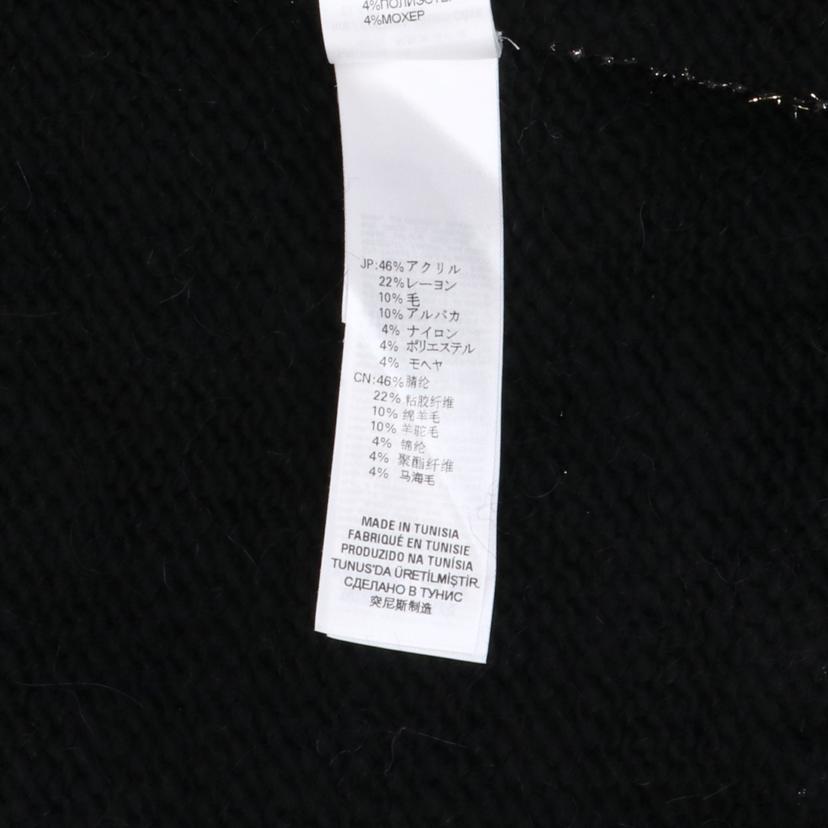 4%ПОЛИЭСТЕ
4%МОХЕР
JP:46%アクリル
22%レーヨン
10%毛
10%アルパカ
4% ナイロン
4% ポリエステル
4% モヘヤ
CN:46%腈纶
22%粘胶纤维
10%绵羊毛
10%羊驼毛
4% 锦纶
4% 聚酯纤维
4% 马海毛
MADE IN TUNISIA
FABRIQUÉ EN TUNISIE
PRODUZIDO NA TUNÍSIA
TUNUS'DA ÜRETİLMİŞTİR
СДЕЛАНО В ТУНИС
突尼斯制造